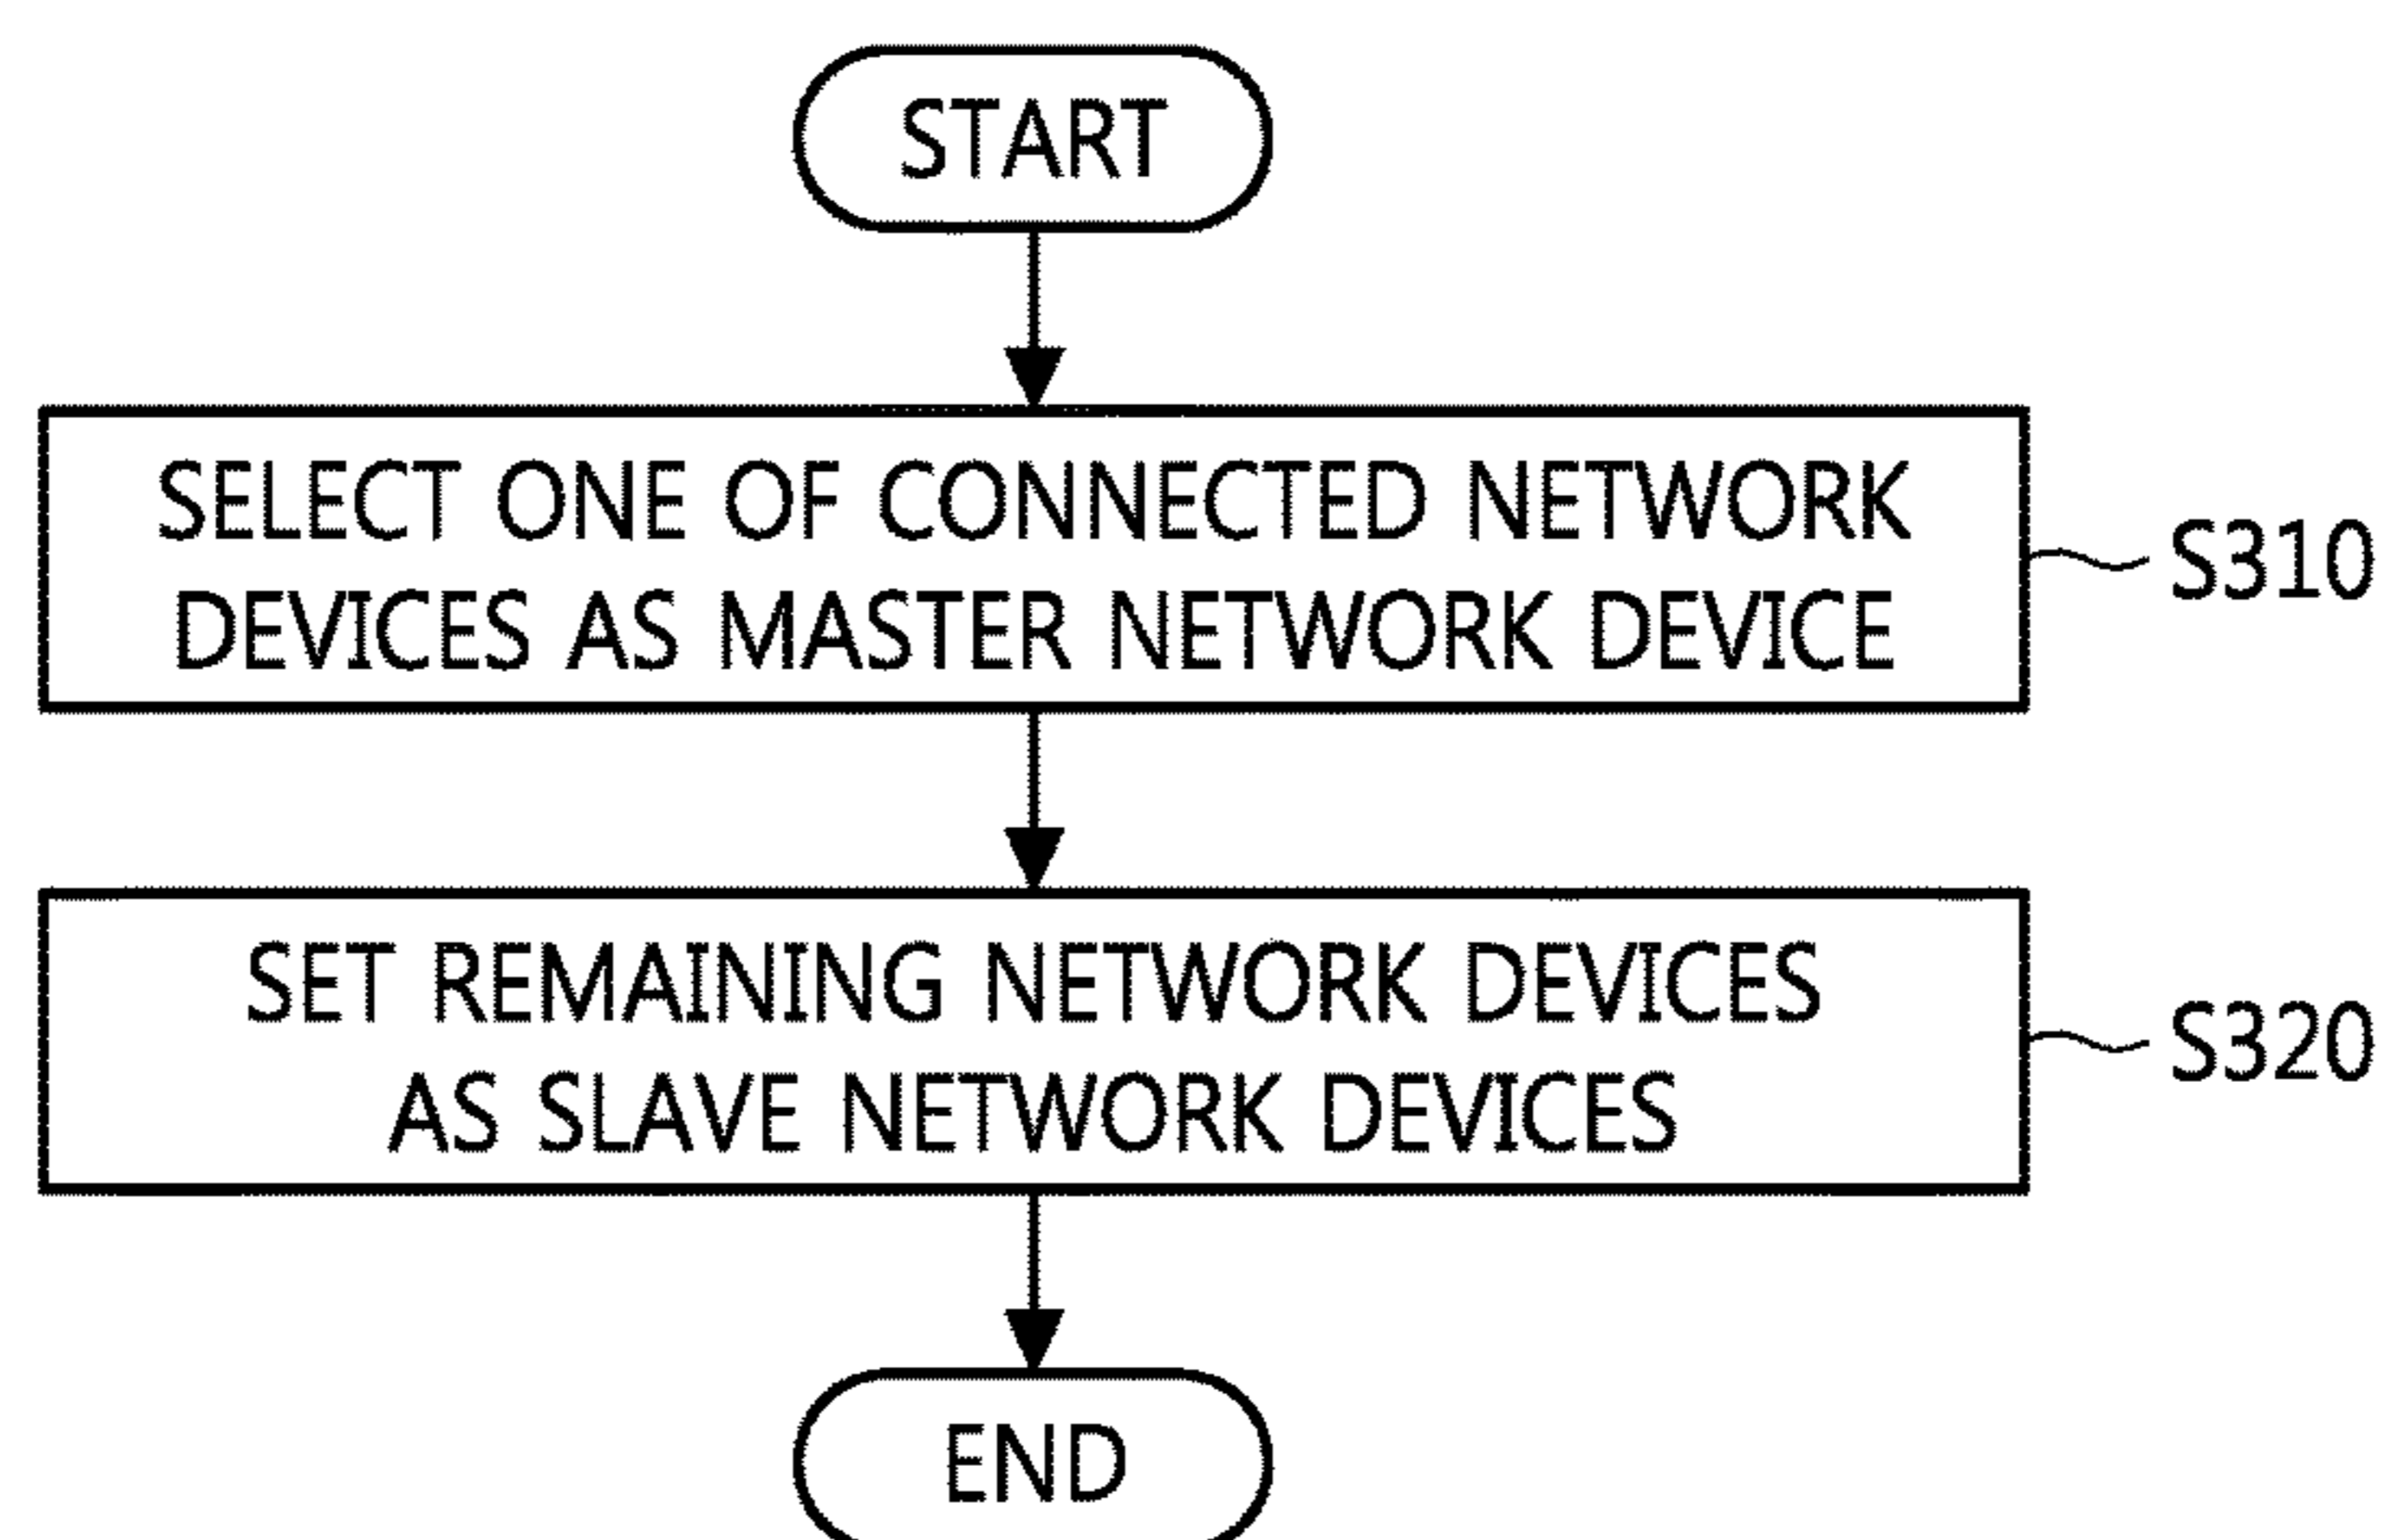 START
SELECT ONE OF CONNECTED NETWORK
DEVICES AS MASTER NETWORK DEVICE
S310
SET REMAINING NETWORK DEVICES
AS SLAVE NETWORK DEVICES
S320
END